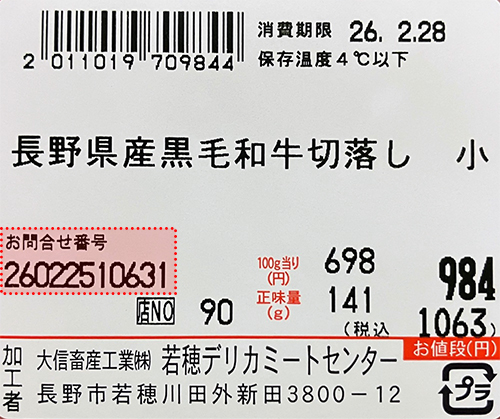 消費期限 26. 2.28
2 011019 709844 保存温度4℃以下
長野県産黒毛和牛切落し 小
お問合せ番号
26022510631
100g当り(円) 698 984
店NO 90 正味量(g) 141 (税込 1063)
お値段(円)
加工者 大信畜産工業㈱ 若穂デリカミートセンター
長野市若穂川田外新田3800-12
プラ